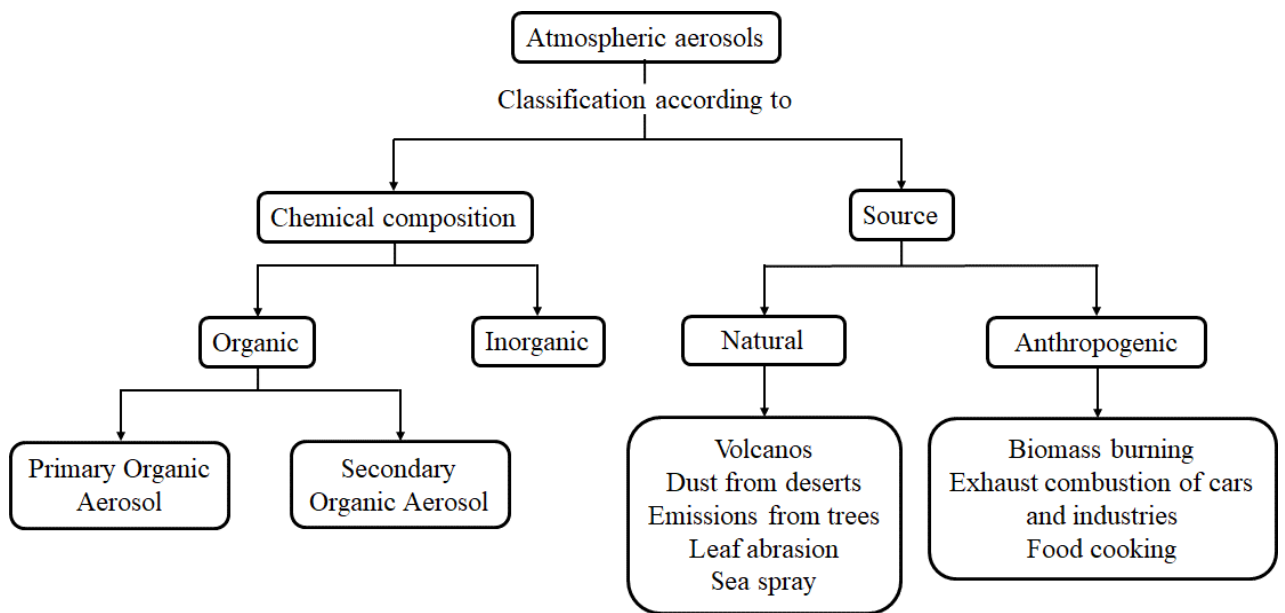 Atmospheric aerosols
Classification according to
Chemical composition
Source
Organic
Inorganic
Natural
Anthropogenic
Primary Organic
Aerosol
Secondary
Organic Aerosol
Volcanos
Dust from deserts
Emissions from trees
Leaf abrasion
Sea spray
Biomass burning
Exhaust combustion of cars
and industries
Food cooking